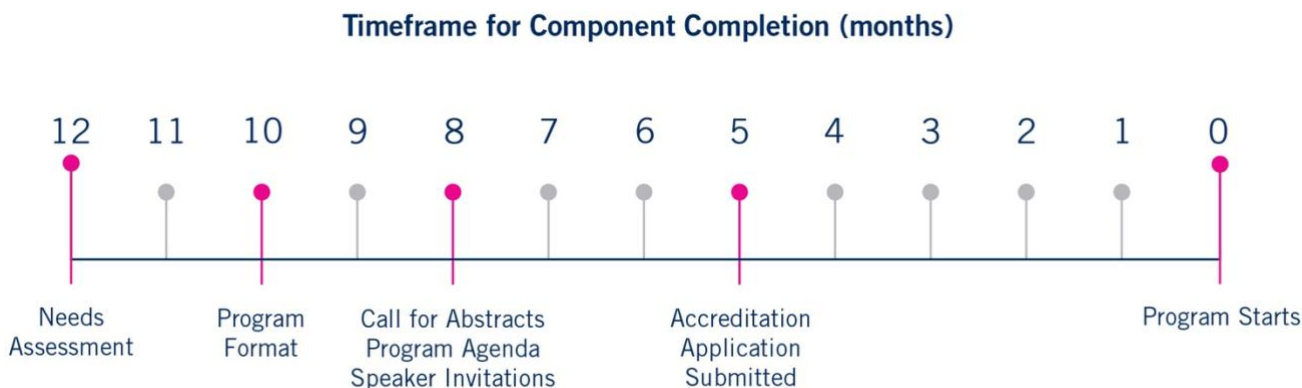 Timeframe for Component Completion (months)
12 11 10 9 8 7 6 5 4 3 2 1 0
Needs
Assessment
Program
Format
Call for Abstracts
Program Agenda
Speaker Invitations
Accreditation
Application
Submitted
Program Starts